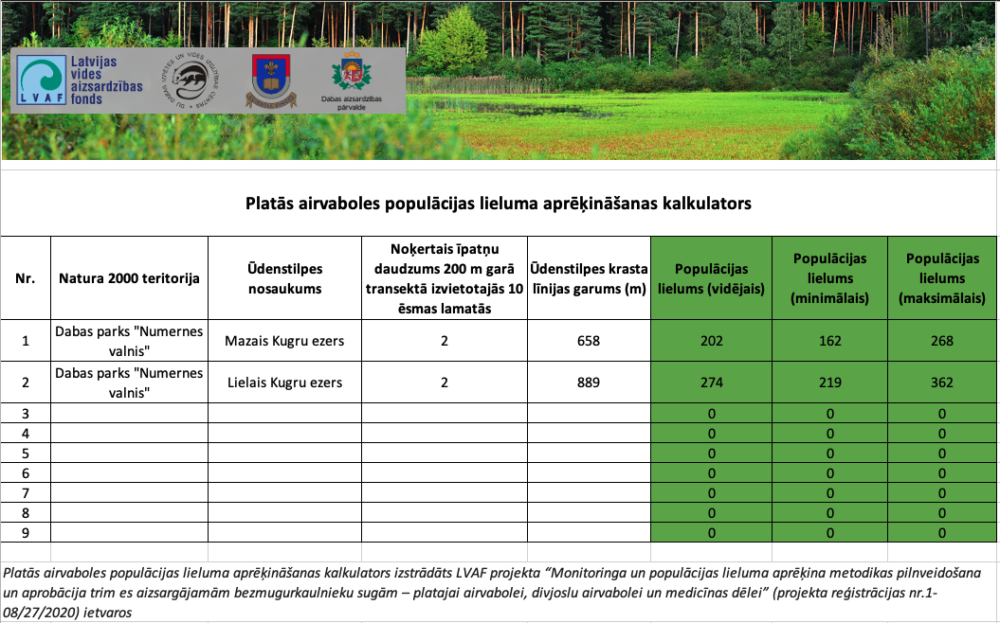 Latvijas
vides
aizsardzības
fonds
LVAF
Dabas aizsardzības
pārvalde
Platās airvaboles populācijas lieluma aprēķināšanas kalkulators
Nr. Natura 2000 teritorija Ūdenstilpes nosaukums Noķertais īpatņu daudzums 200 m garā transektā izvietotajās 10 ēsmas lamatās Ūdenstilpes krasta līnijas garums (m) Populācijas lielums (vidējais) Populācijas lielums (minimālais) Populācijas lielums (maksimālais)
1 Dabas parks "Numernes valnis" Mazais Kugru ezers 2 658 202 162 268
2 Dabas parks "Numernes valnis" Lielais Kugru ezers 2 889 274 219 362
3 0 0 0
4 0 0 0
5 0 0 0
6 0 0 0
7 0 0 0
8 0 0 0
9 0 0 0
Platās airvaboles populācijas lieluma aprēķināšanas kalkulators izstrādāts LVAF projekta “Monitoringa un populācijas lieluma aprēķina metodikas pilnveidošana
un aprobācija trim es aizsargājamām bezmugurkaulnieku sugām – platajai airvabolei, divjoslu airvabolei un medicīnas dēlei” (projekta reģistrācijas nr.1-
08/27/2020) ietvaros